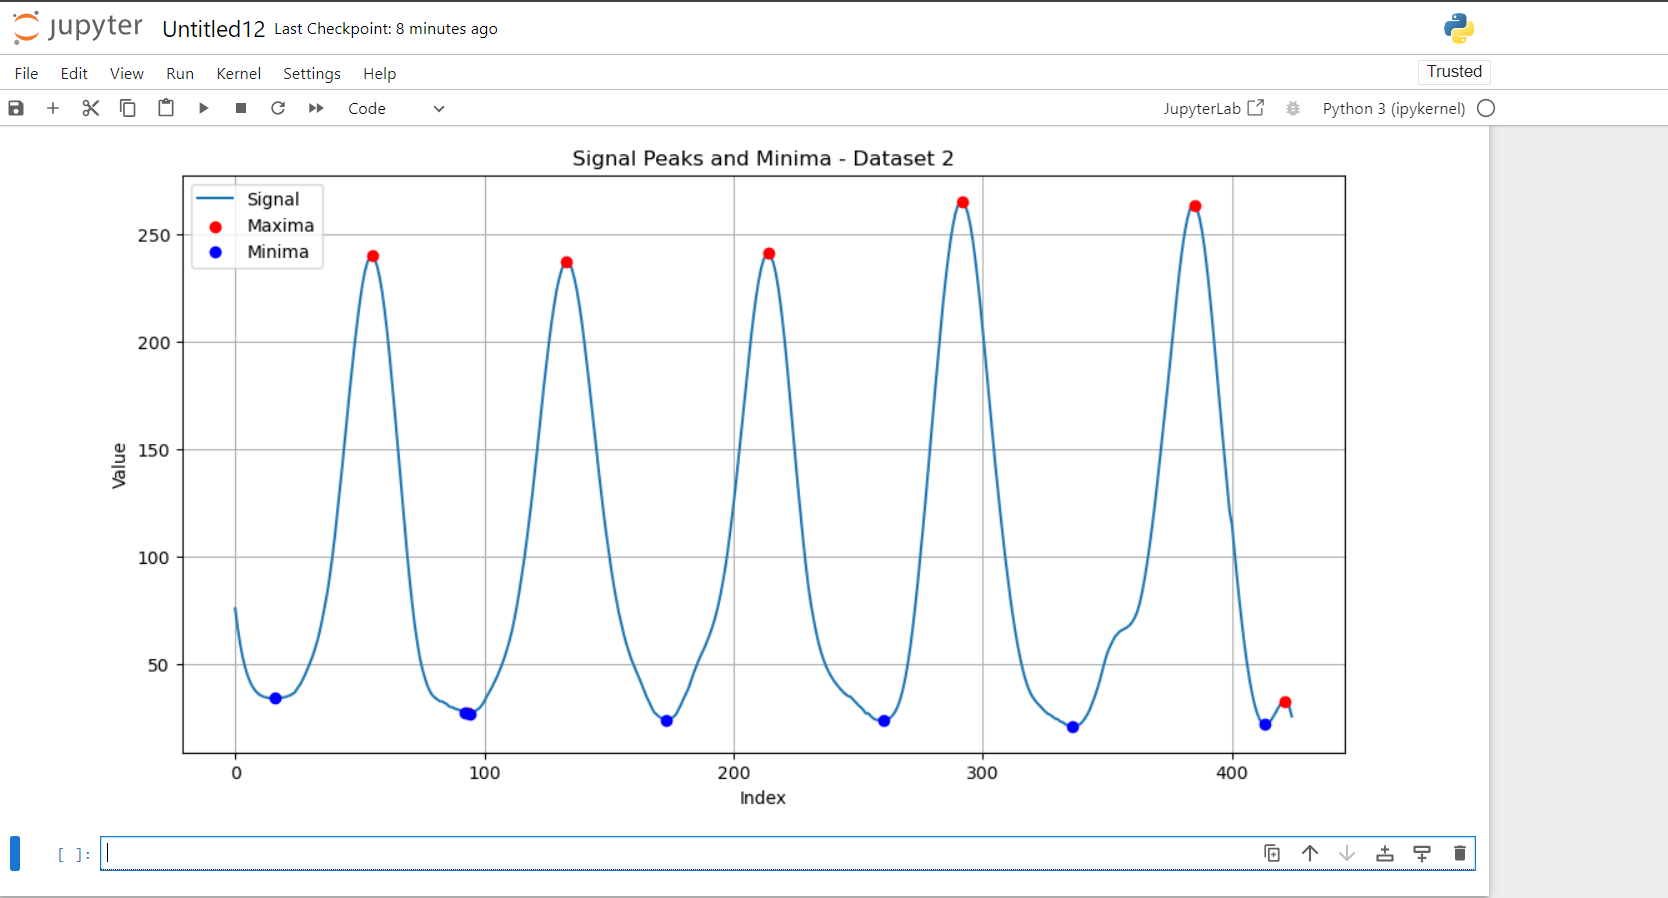 jupyter Untitled12 Last Checkpoint: 8 minutes ago
File Edit View Run Kernel Settings Help
Trusted
Code
JupyterLab
Python 3 (ipykernel)
Signal Peaks and Minima - Dataset 2
Signal
Maxima
Minima
250
200
150
100
50
Value
0 100 200 300 400
Index
[ ]: